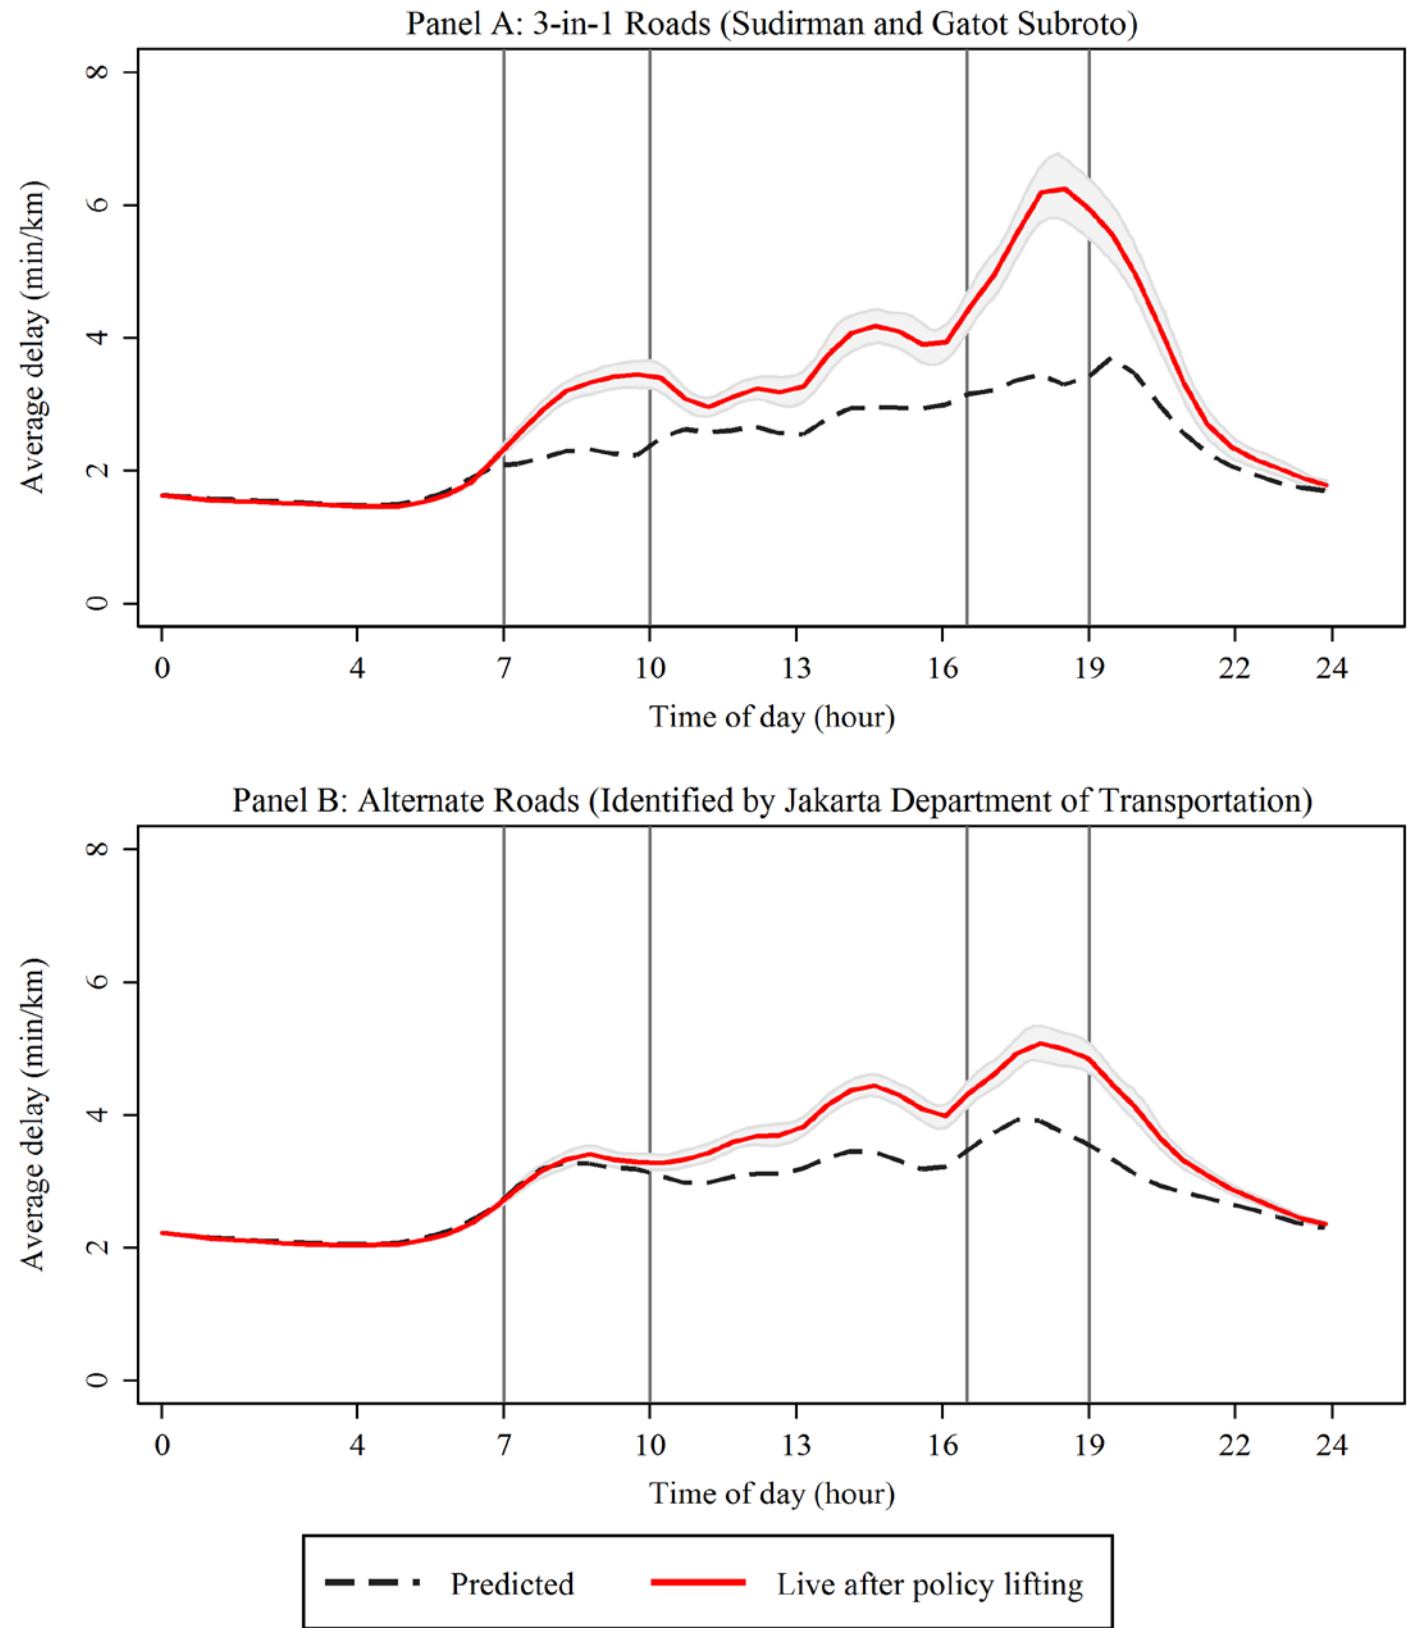 Panel A: 3-in-1 Roads (Sudirman and Gatot Subroto)
Average delay (min/km)
8
6
4
2
0
0 4 7 10 13 16 19 22 24
Time of day (hour)
Panel B: Alternate Roads (Identified by Jakarta Department of Transportation)
Average delay (min/km)
8
6
4
2
0
0 4 7 10 13 16 19 22 24
Time of day (hour)
Predicted Live after policy lifting